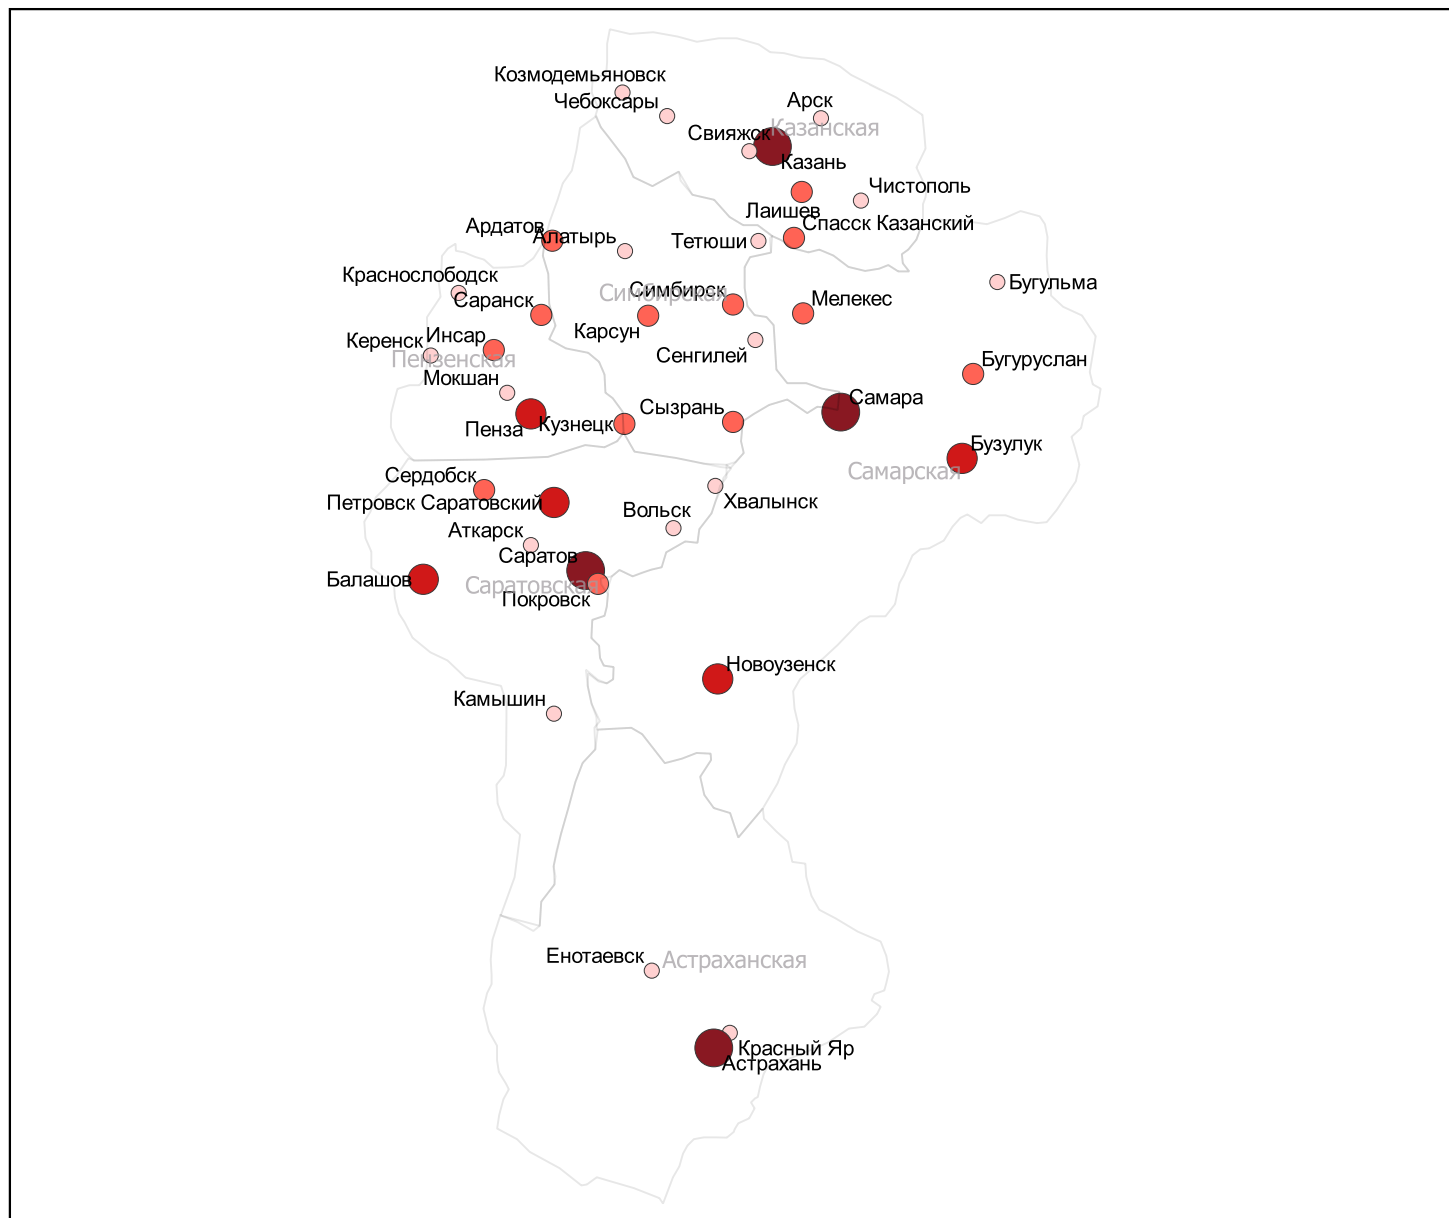 Козмодемьяновск
Чебоксары
Арск
Свияжск
Казанская
Казань
Чистополь
Лаишев
Спасск Казанский
Ардатов
Алатырь
Тетюши
Краснослободск
Симбирск
Симбирская
Бугульма
Саранск
Мелекес
Карсун
Керенск
Инсар
Пензенская
Сенгилей
Бугуруслан
Мокшан
Самара
Сызрань
Пенза
Кузнецк
Бузулук
Самарская
Сердобск
Петровск Саратовский
Хвалынск
Вольск
Аткарск
Саратов
Балашов
Саратовская
Покровск
Новоузенск
Камышин
Енотаевск
Астраханская
Красный Яр
Астрахань